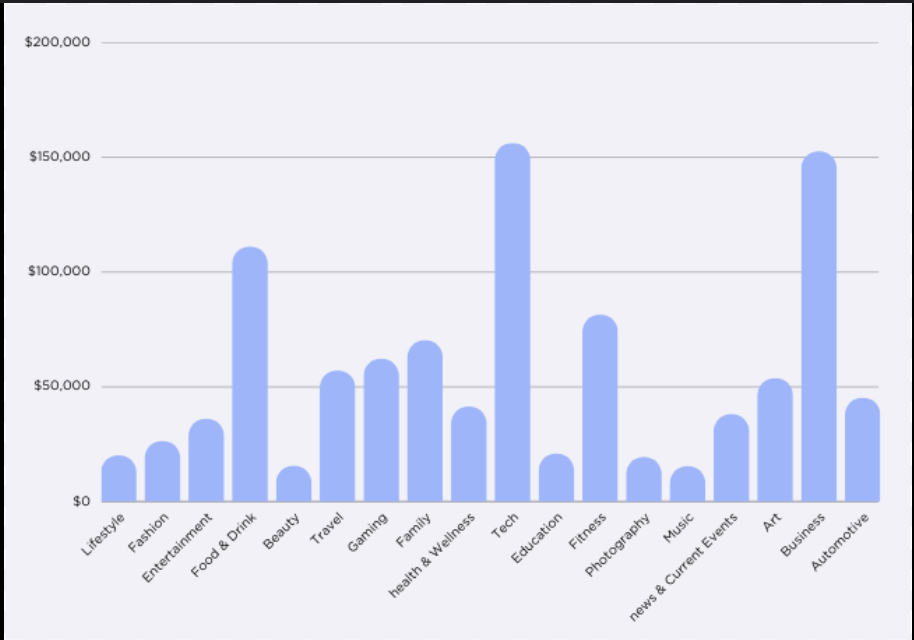 $200,000
$150,000
$100,000
$50,000
$0
Lifestyle
Fashion
Entertainment
Food & Drink
Beauty
Travel
Gaming
Family
health & Wellness
Tech
Education
Fitness
Photography
Music
news & Current Events
Art
Business
Automotive